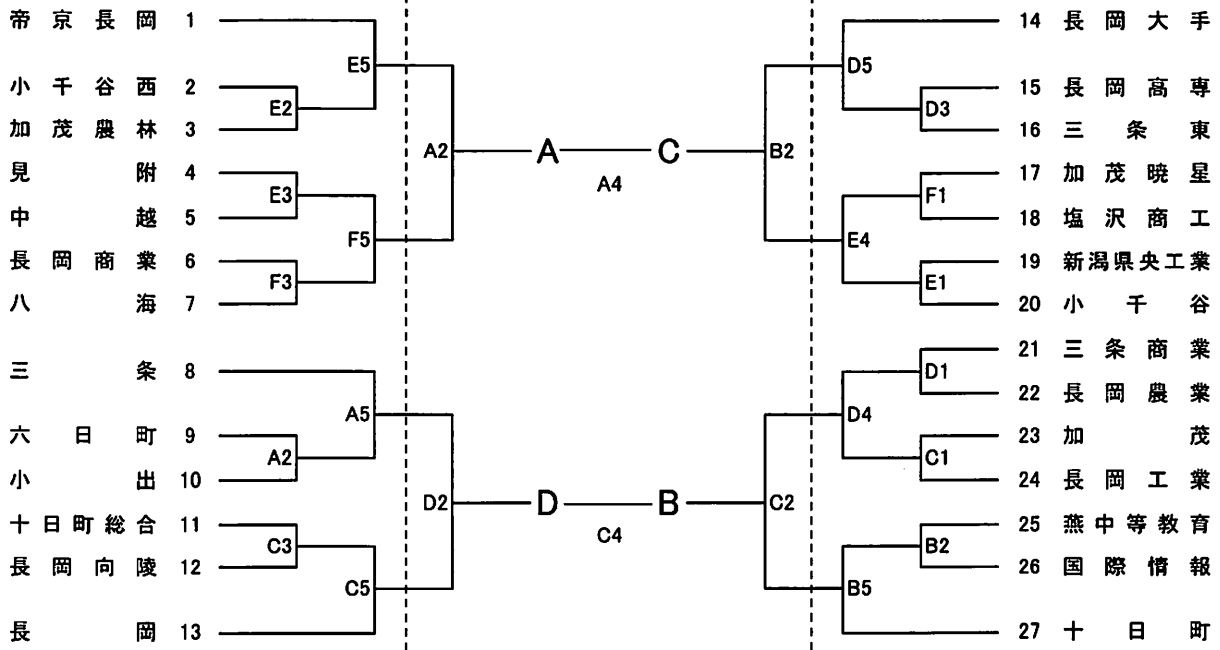 帝京長岡 1
E5
小千谷西 2
E2
加茂農林 3
A2
見附 4
E3
中越 5
F5
長岡商業 6
F3
八海 7
A
A4
C
三条 8
A5
六日町 9
A2
小出 10
D2
十日町総合 11
C3
長岡向陵 12
C5
長岡 13
D
C4
B
14 長岡大手
D5
15 長岡高専
D3
16 三条東
B2
17 加茂暁星
F1
18 塩沢商工
E4
19 新潟県央工業
E1
20 小千谷
21 三条商業
D1
22 長岡農業
D4
23 加茂
C1
24 長岡工業
C2
25 燕中等教育
B2
26 国際情報
B5
27 十日町